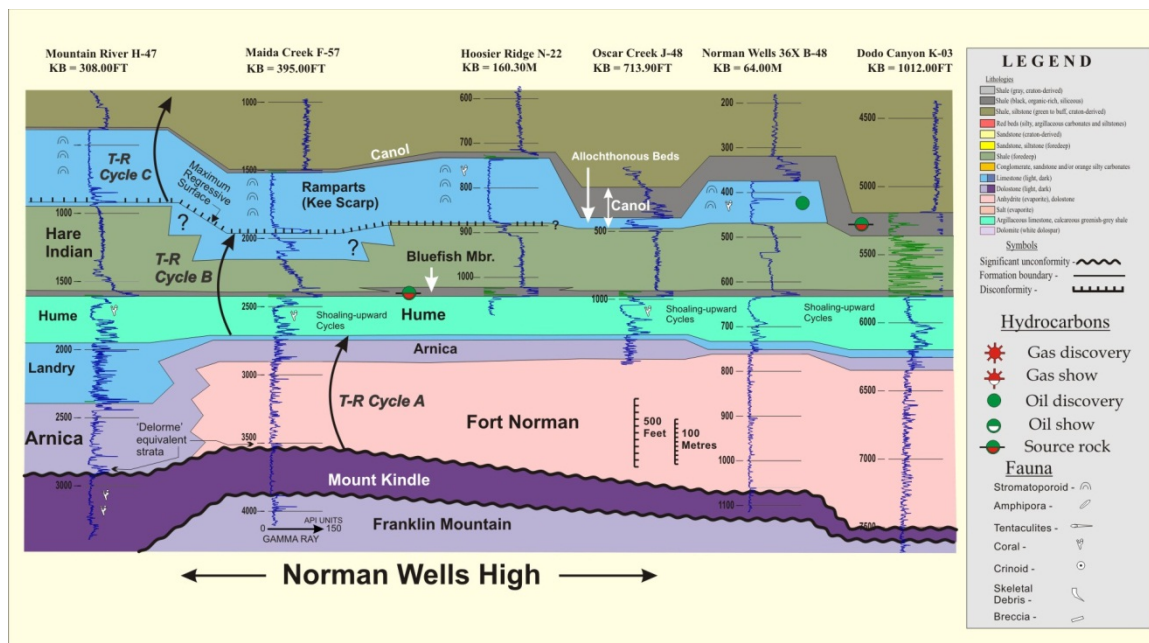 Mountain River H-47
KB = 308.00FT
Maida Creek F-57
KB = 395.00FT
Hoosier Ridge N-22
KB = 160.30M
Oscar Creek J-48
KB = 713.90FT
Norman Wells 36X B-48
KB = 64.00M
Dodo Canyon K-03
KB = 1012.00FT
T-R
Cycle C
Maximum
Regressive
Surface
Canol
Ramparts
(Kee Scarp)
Allochthonous Beds
Canol
Hare
Indian
T-R
Cycle B
?
?
?
Bluefish Mbr.
Hume
Shoaling-upward
Cycles
Hume
Shoaling-upward
Cycles
Shoaling-upward
Cycles
Landry
Arnica
T-R Cycle A
Arnica
'Delorme'
equivalent
strata
Fort Norman
500
Feet
100
Metres
Mount Kindle
Franklin Mountain
API UNITS
0
150
GAMMA RAY
Norman Wells High
1000
1500
2000
2500
3000
1000
1500
2000
2500
3000
3500
4000
600
700
800
900
1000
500
1000
200
400
500
600
700
800
900
1000
1100
4500
5000
5500
6000
6500
7000
LEGEND
Lithologies
Shale (gray, craton-derived)
Shale (black, organic-rich, siliceous)
Shale, siltstone (green to buff, craton-derived)
Red beds (silty, argillaceous carbonates and siltstones)
Sandstone (craton-derived)
Sandstone, siltstone (foredeep)
Shale (foredeep)
Conglomerate, sandstone and/or orange silty carbonates
Limestone (light, dark)
Dolostone (light, dark)
Anhydrite (evaporite), dolostone
Salt (evaporite)
Argillaceous limestone, calcareous greenish-grey shale
Dolomite (white dolospar)
Symbols
Significant unconformity -
Formation boundary -
Disconformity -
Hydrocarbons
Gas discovery
Gas show
Oil discovery
Oil show
Source rock
Fauna
Stromatoporoid -
Amphipora -
Tentaculites -
Coral -
Crinoid -
Skeletal
Debris -
Breccia -